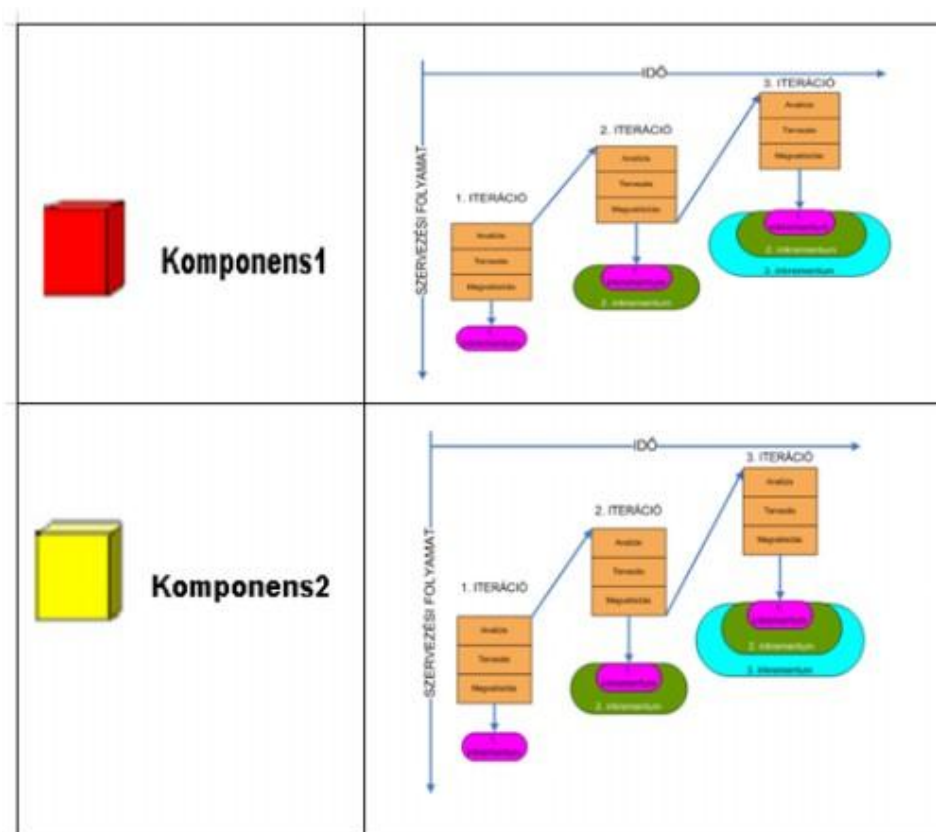 IDŐ
SZERVEZÉSI FOLYAMAT
3. ITERÁCIÓ
Analízis
Tervezés
Megvalósítás
2. ITERÁCIÓ
Analízis
Tervezés
Megvalósítás
1. ITERÁCIÓ
Analízis
Tervezés
Megvalósítás
2. inkrementum
2. inkrementum
3. inkrementum
Komponens1
IDŐ
SZERVEZÉSI FOLYAMAT
3. ITERÁCIÓ
Analízis
Tervezés
Megvalósítás
2. ITERÁCIÓ
Analízis
Tervezés
Megvalósítás
1. ITERÁCIÓ
Analízis
Tervezés
Megvalósítás
2. inkrementum
2. inkrementum
3. inkrementum
Komponens2